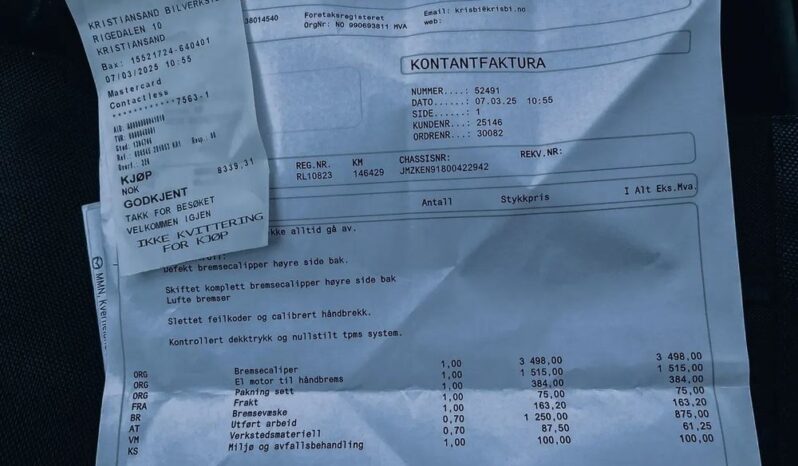 KRISTIANSAND BILVERKS
RIGEDALEN 10
KRISTIANSAND
Bax: 15521724-640401
07/03/2025 10:55
Mastercard
Contactless
************7563-1
KJØP
NOK 8339,31
GODKJENT
TAKK FOR BESØKET
VELKOMMEN IGJEN
IKKE KVITTERING
FOR KJØP
38014540
Foretaksregisteret
OrgNr: NO 990693811 MVA
Email: krisbi@krisbi.no
web:
KONTANTFAKTURA
NUMMER....: 52491
DATO......: 07.03.25 10:55
SIDE......: 1
KUNDENR...: 25146
ORDRENR...: 30082
REG.NR. KM CHASSISNR: REKV.NR:
RL10823 146429 JMZKEN91800422942
Antall Stykkpris I Alt Eks.Mva.
kke alltid gå av.
Defekt bremsecalipper høyre side bak.
Skiftet komplett bremsecalipper høyre side bak
Lufte bremser
Slettet feilkoder og calibrert håndbrekk.
Kontrollert dekktrykk og nullstilt tpms system.
ORG Bremsecaliper 1,00 3 498,00 3 498,00
ORG El motor til håndbrems 1,00 1 515,00 1 515,00
ORG Pakning sett 1,00 384,00 384,00
FRA Frakt 1,00 75,00 75,00
BR Bremsevæske 1,00 163,20 163,20
AT Utført arbeid 0,70 1 250,00 875,00
VM Verkstedsmateriell 0,70 87,50 61,25
KS Miljø og avfallsbehandling 1,00 100,00 100,00